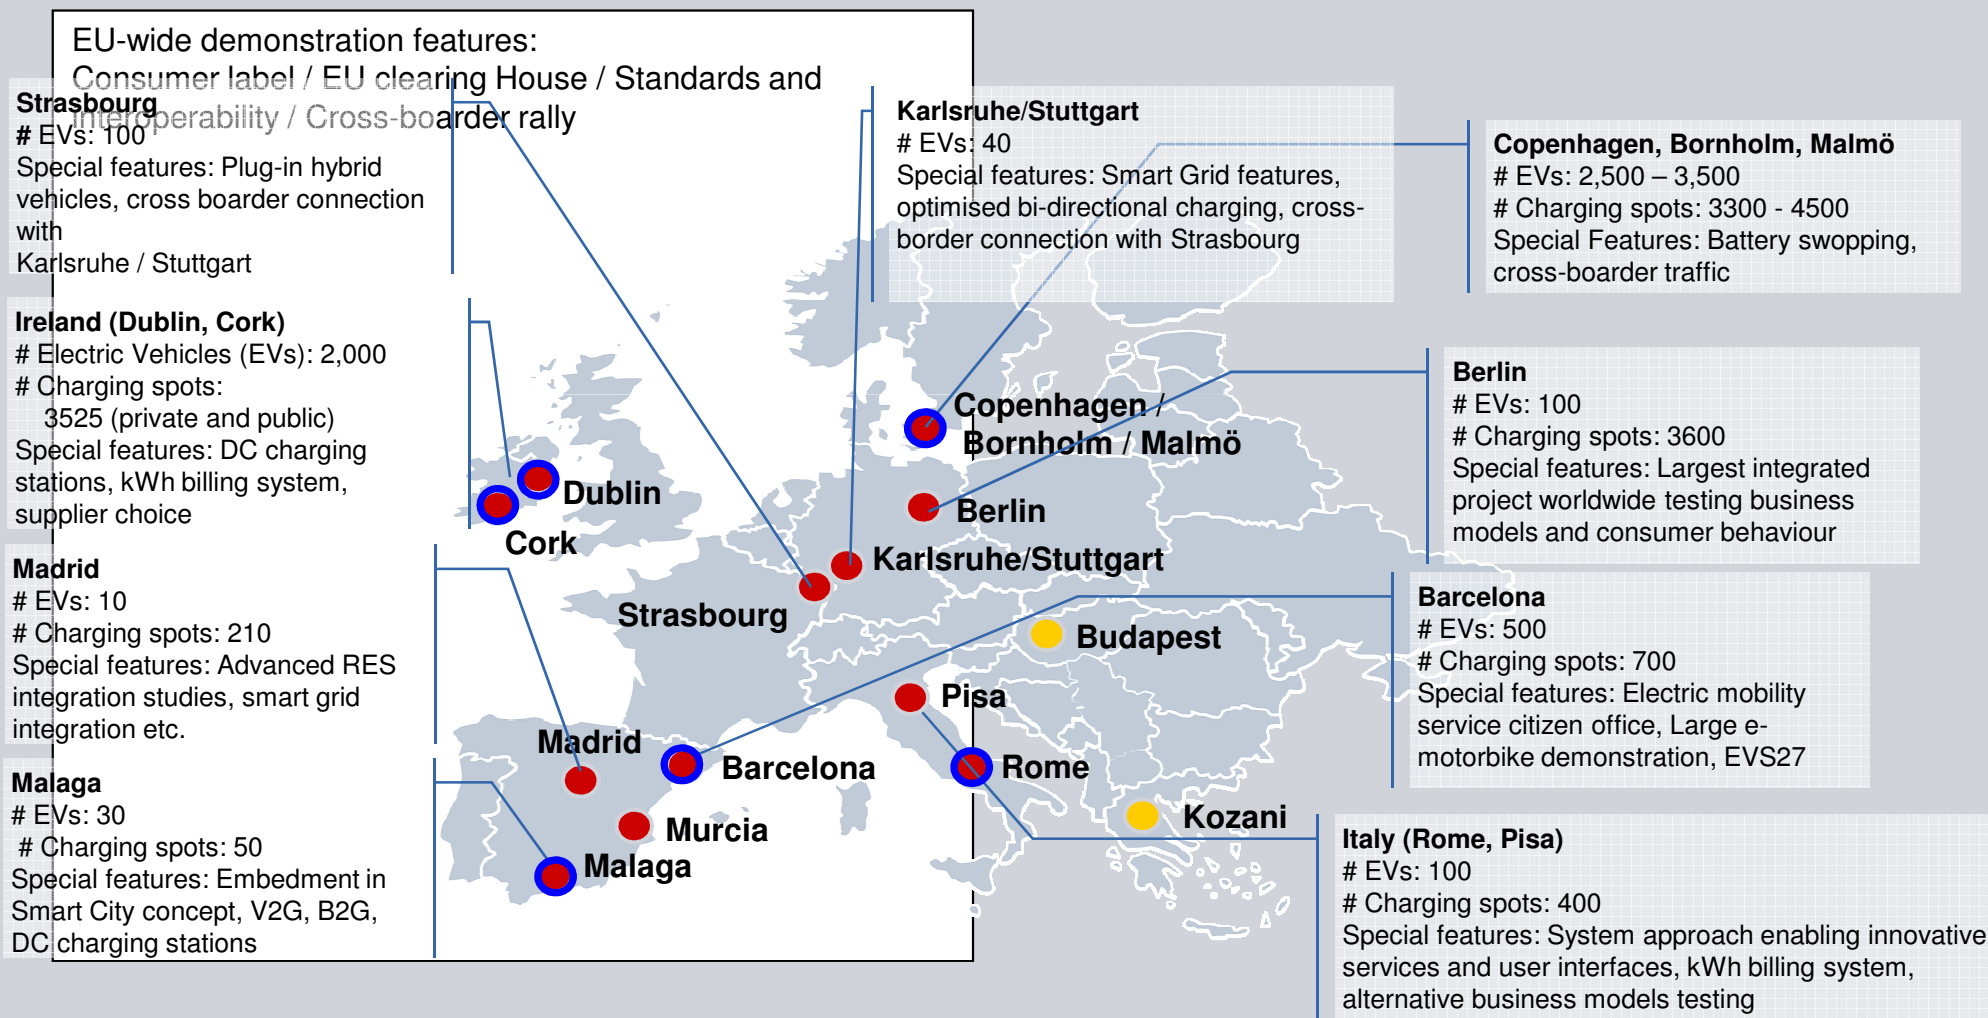 EU-wide demonstration features:
Consumer label / EU clearing House / Standards and
interoperability / Cross-boarder rally
Strasbourg
# EVs: 100
Special features: Plug-in hybrid
vehicles, cross boarder connection
with
Karlsruhe / Stuttgart
Ireland (Dublin, Cork)
# Electric Vehicles (EVs): 2,000
# Charging spots:
3525 (private and public)
Special features: DC charging
stations, kWh billing system,
supplier choice
Madrid
# EVs: 10
# Charging spots: 210
Special features: Advanced RES
integration studies, smart grid
integration etc.
Malaga
# EVs: 30
# Charging spots: 50
Special features: Embedment in
Smart City concept, V2G, B2G,
DC charging stations
Karlsruhe/Stuttgart
# EVs: 40
Special features: Smart Grid features,
optimised bi-directional charging, cross-
border connection with Strasbourg
Copenhagen, Bornholm, Malmö
# EVs: 2,500 – 3,500
# Charging spots: 3300 - 4500
Special Features: Battery swopping,
cross-boarder traffic
Berlin
# EVs: 100
# Charging spots: 3600
Special features: Largest integrated
project worldwide testing business
models and consumer behaviour
Barcelona
# EVs: 500
# Charging spots: 700
Special features: Electric mobility
service citizen office, Large e-
motorbike demonstration, EVS27
Italy (Rome, Pisa)
# EVs: 100
# Charging spots: 400
Special features: System approach enabling innovative
services and user interfaces, kWh billing system,
alternative business models testing
Copenhagen /
Bornholm / Malmö
Dublin
Berlin
Cork
Karlsruhe/Stuttgart
Strasbourg
Budapest
Pisa
Madrid
Barcelona
Rome
Murcia
Kozani
Malaga